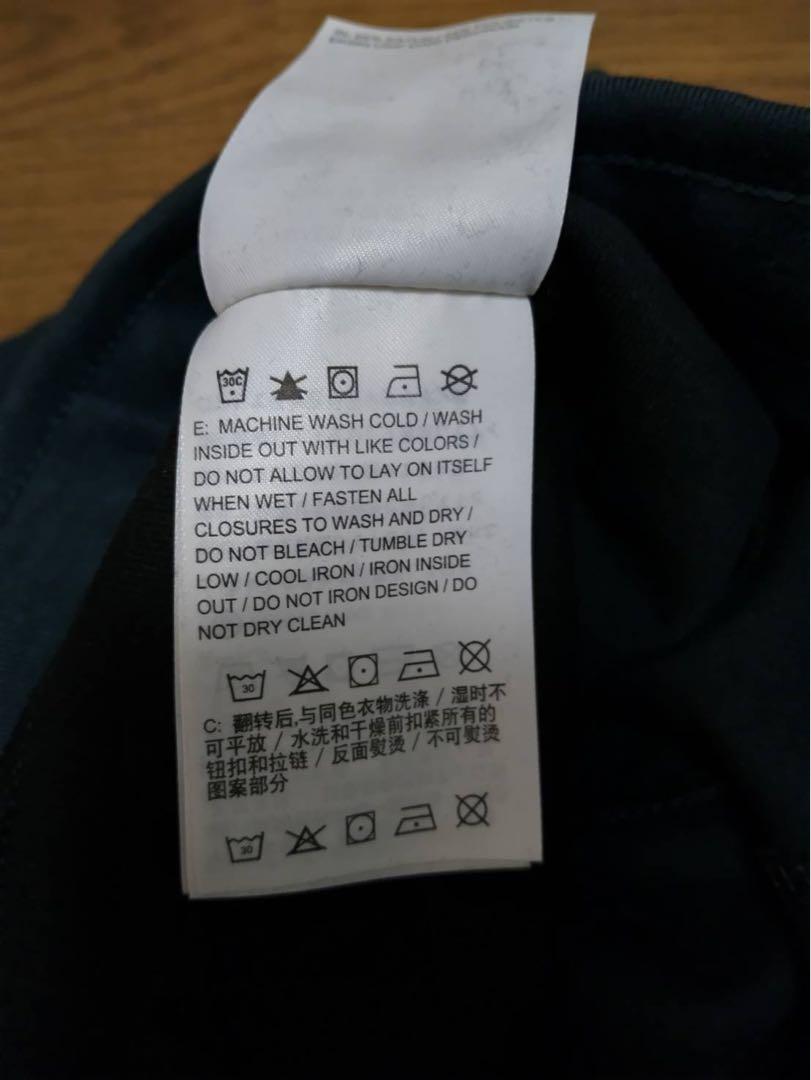 30C
E: MACHINE WASH COLD / WASH
INSIDE OUT WITH LIKE COLORS /
DO NOT ALLOW TO LAY ON ITSELF
WHEN WET / FASTEN ALL
CLOSURES TO WASH AND DRY /
DO NOT BLEACH / TUMBLE DRY
LOW / COOL IRON / IRON INSIDE
OUT / DO NOT IRON DESIGN / DO
NOT DRY CLEAN
30
C: 翻转后,与同色衣物洗涤 / 湿时不
可平放 / 水洗和干燥前扣紧所有的
钮扣和拉链 / 反面熨烫 / 不可熨烫
图案部分
30